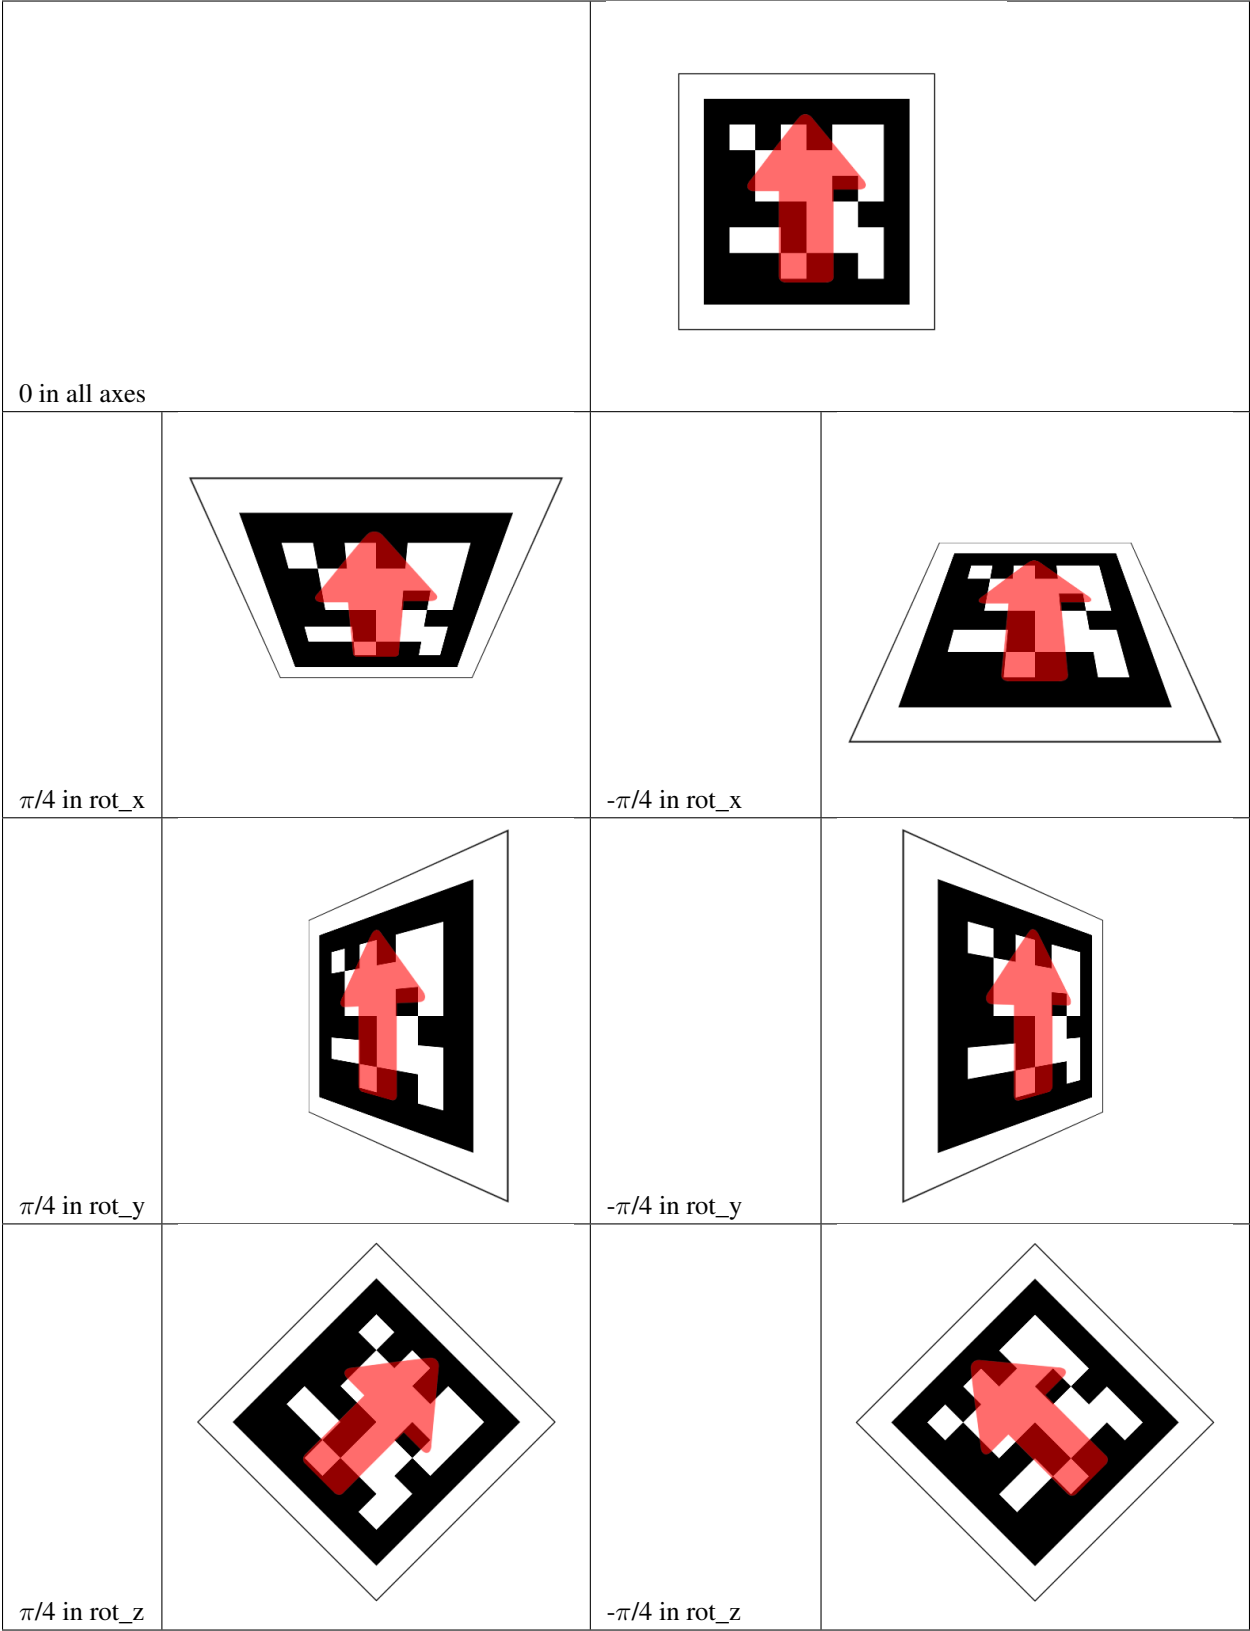 0 in all axes
π/4 in rot_x
-π/4 in rot_x
π/4 in rot_y
-π/4 in rot_y
π/4 in rot_z
-π/4 in rot_z